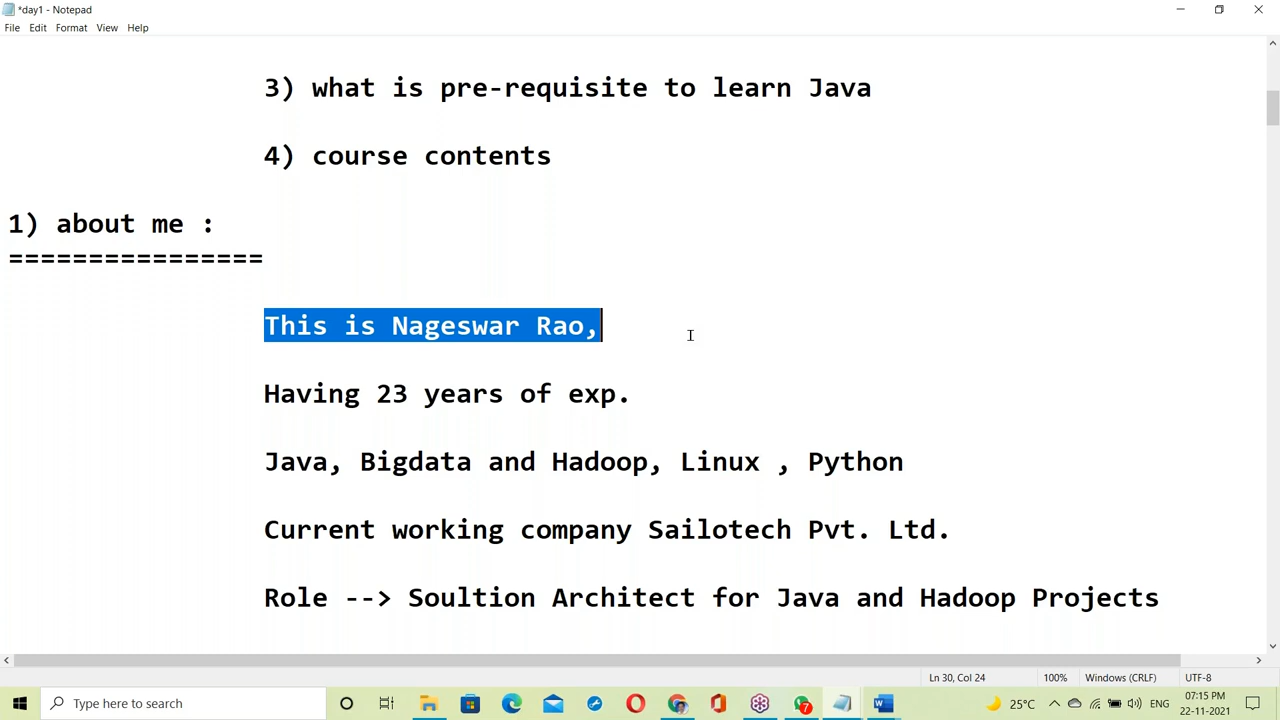 *day1 - Notepad
File Edit Format View Help
3) what is pre-requisite to learn Java
4) course contents
1) about me :
================
This is Nageswar Rao,
Having 23 years of exp.
Java, Bigdata and Hadoop, Linux , Python
Current working company Sailotech Pvt. Ltd.
Role --> Soultion Architect for Java and Hadoop Projects
Ln 30, Col 24 100% Windows (CRLF) UTF-8
Type here to search 7 25°C ENG 07:15 PM
22-11-2021